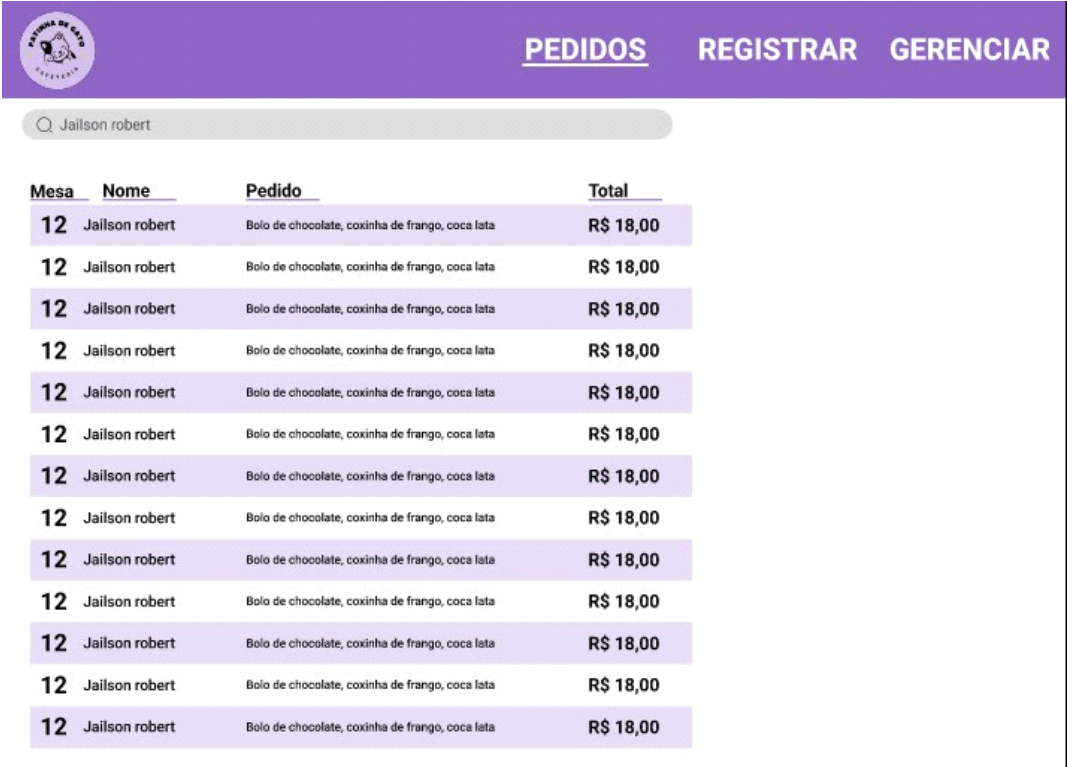 PATINHA DE GATO
CAFETERIA
PEDIDOS REGISTRAR GERENCIAR
Jailson robert
Mesa Nome Pedido Total
12 Jailson robert Bolo de chocolate, coxinha de frango, coca lata R$ 18,00
12 Jailson robert Bolo de chocolate, coxinha de frango, coca lata R$ 18,00
12 Jailson robert Bolo de chocolate, coxinha de frango, coca lata R$ 18,00
12 Jailson robert Bolo de chocolate, coxinha de frango, coca lata R$ 18,00
12 Jailson robert Bolo de chocolate, coxinha de frango, coca lata R$ 18,00
12 Jailson robert Bolo de chocolate, coxinha de frango, coca lata R$ 18,00
12 Jailson robert Bolo de chocolate, coxinha de frango, coca lata R$ 18,00
12 Jailson robert Bolo de chocolate, coxinha de frango, coca lata R$ 18,00
12 Jailson robert Bolo de chocolate, coxinha de frango, coca lata R$ 18,00
12 Jailson robert Bolo de chocolate, coxinha de frango, coca lata R$ 18,00
12 Jailson robert Bolo de chocolate, coxinha de frango, coca lata R$ 18,00
12 Jailson robert Bolo de chocolate, coxinha de frango, coca lata R$ 18,00
12 Jailson robert Bolo de chocolate, coxinha de frango, coca lata R$ 18,00